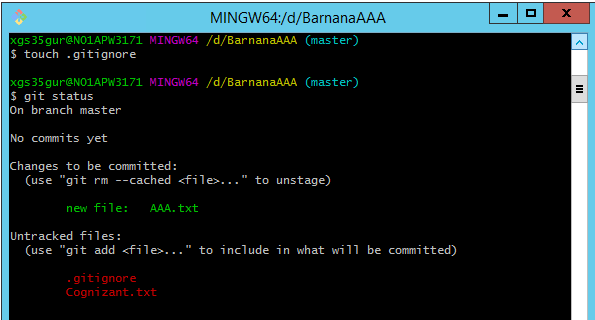 MINGW64:/d/BarnanaAAA
xgs35gur@NO1APW3171 MINGW64 /d/BarnanaAAA (master)
$ touch .gitignore
xgs35gur@NO1APW3171 MINGW64 /d/BarnanaAAA (master)
$ git status
On branch master
No commits yet
Changes to be committed:
(use "git rm --cached <file>..." to unstage)
new file: AAA.txt
Untracked files:
(use "git add <file>..." to include in what will be committed)
.gitignore
Cognizant.txt